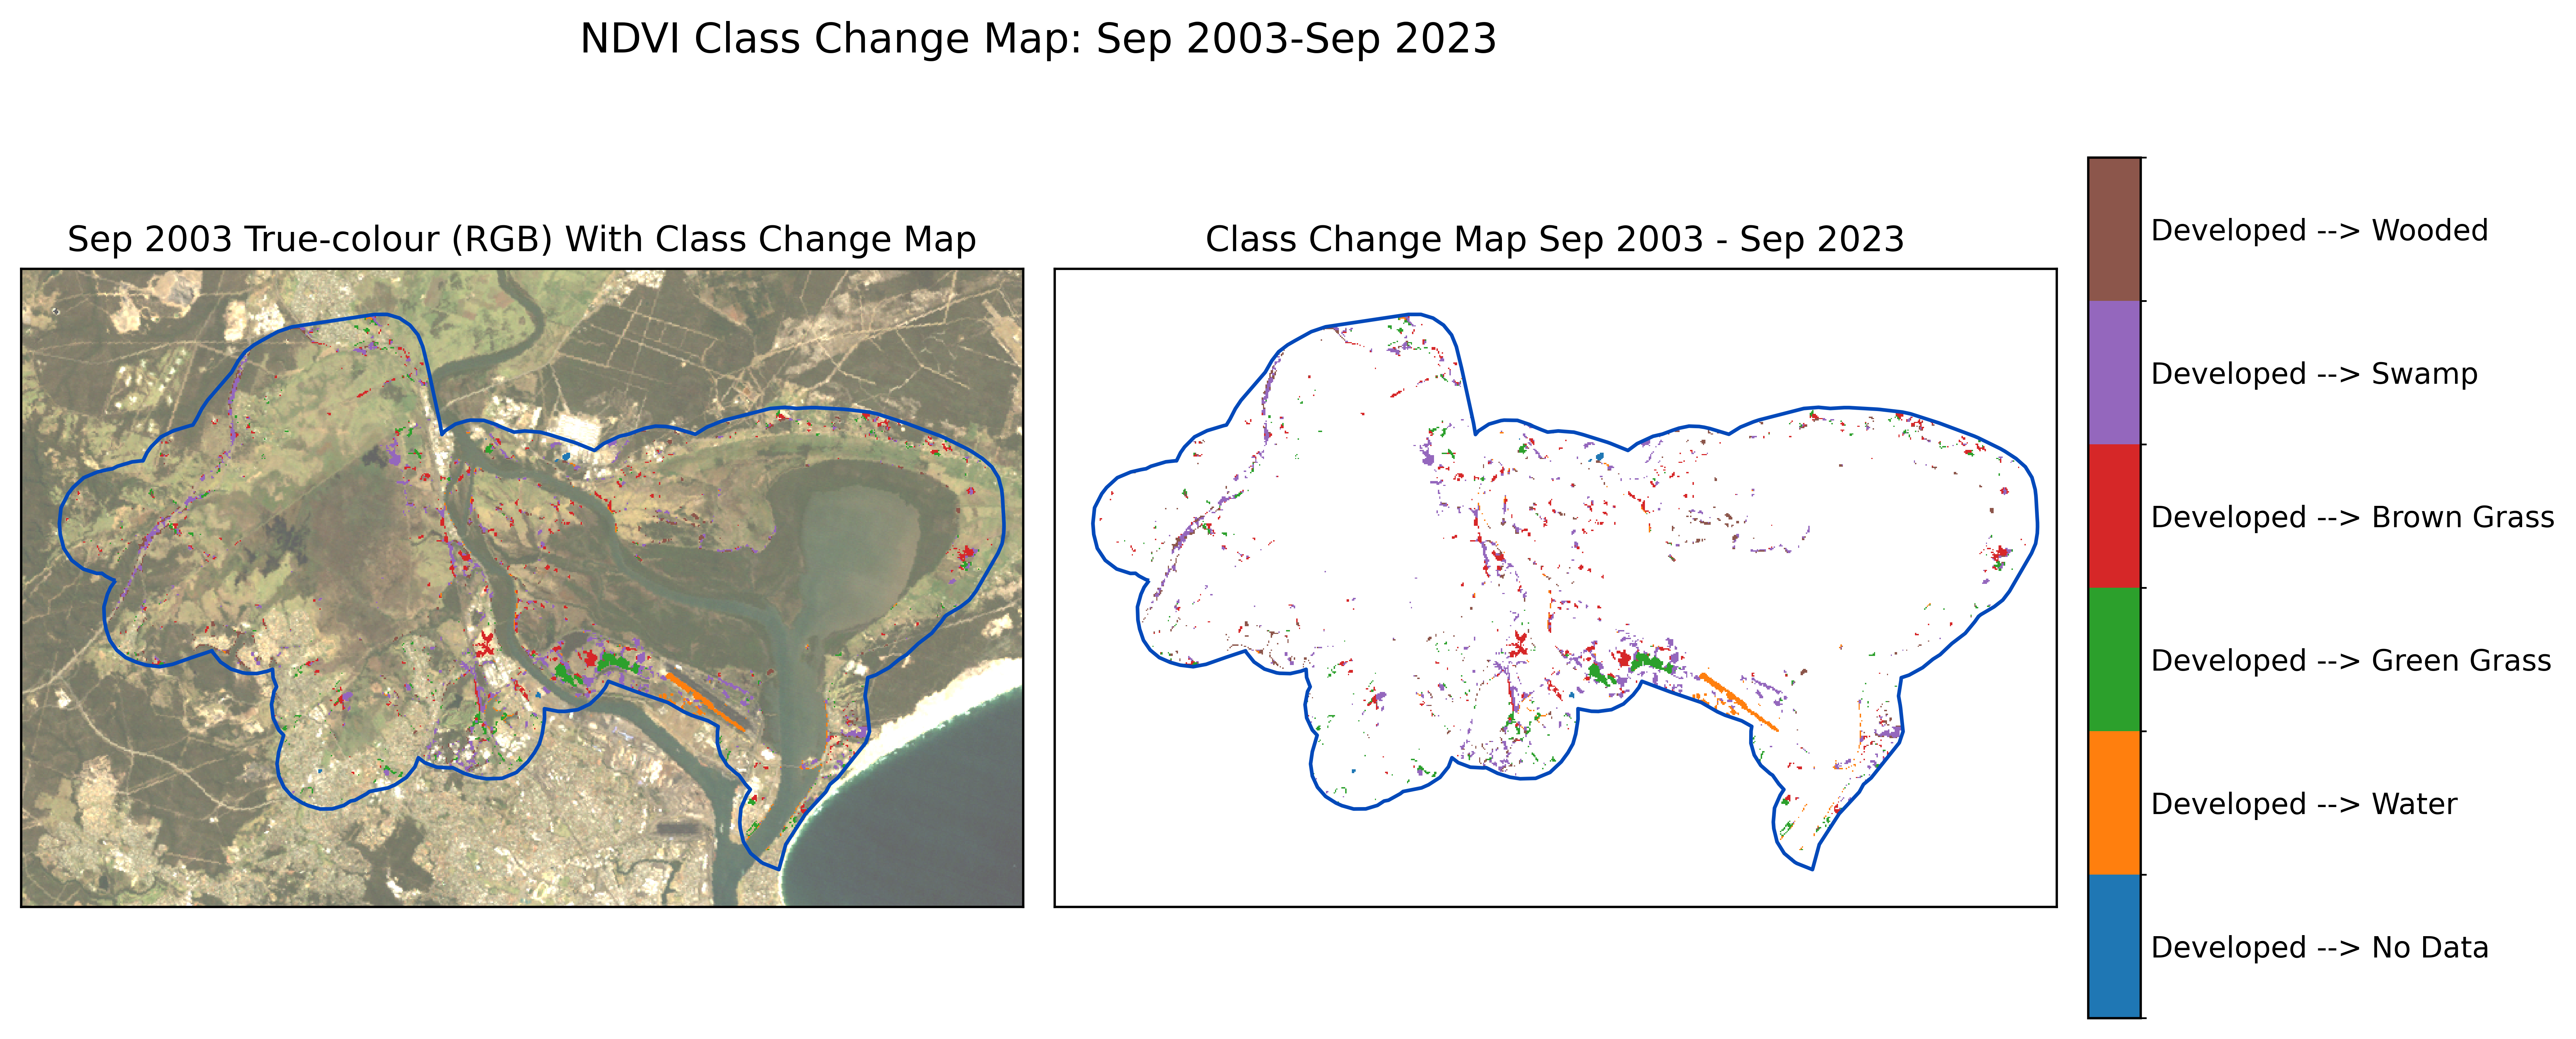 NDVI Class Change Map: Sep 2003-Sep 2023
Sep 2003 True-colour (RGB) With Class Change Map
Class Change Map Sep 2003 - Sep 2023
Developed --> Wooded
Developed --> Swamp
Developed --> Brown Grass
Developed --> Green Grass
Developed --> Water
Developed --> No Data